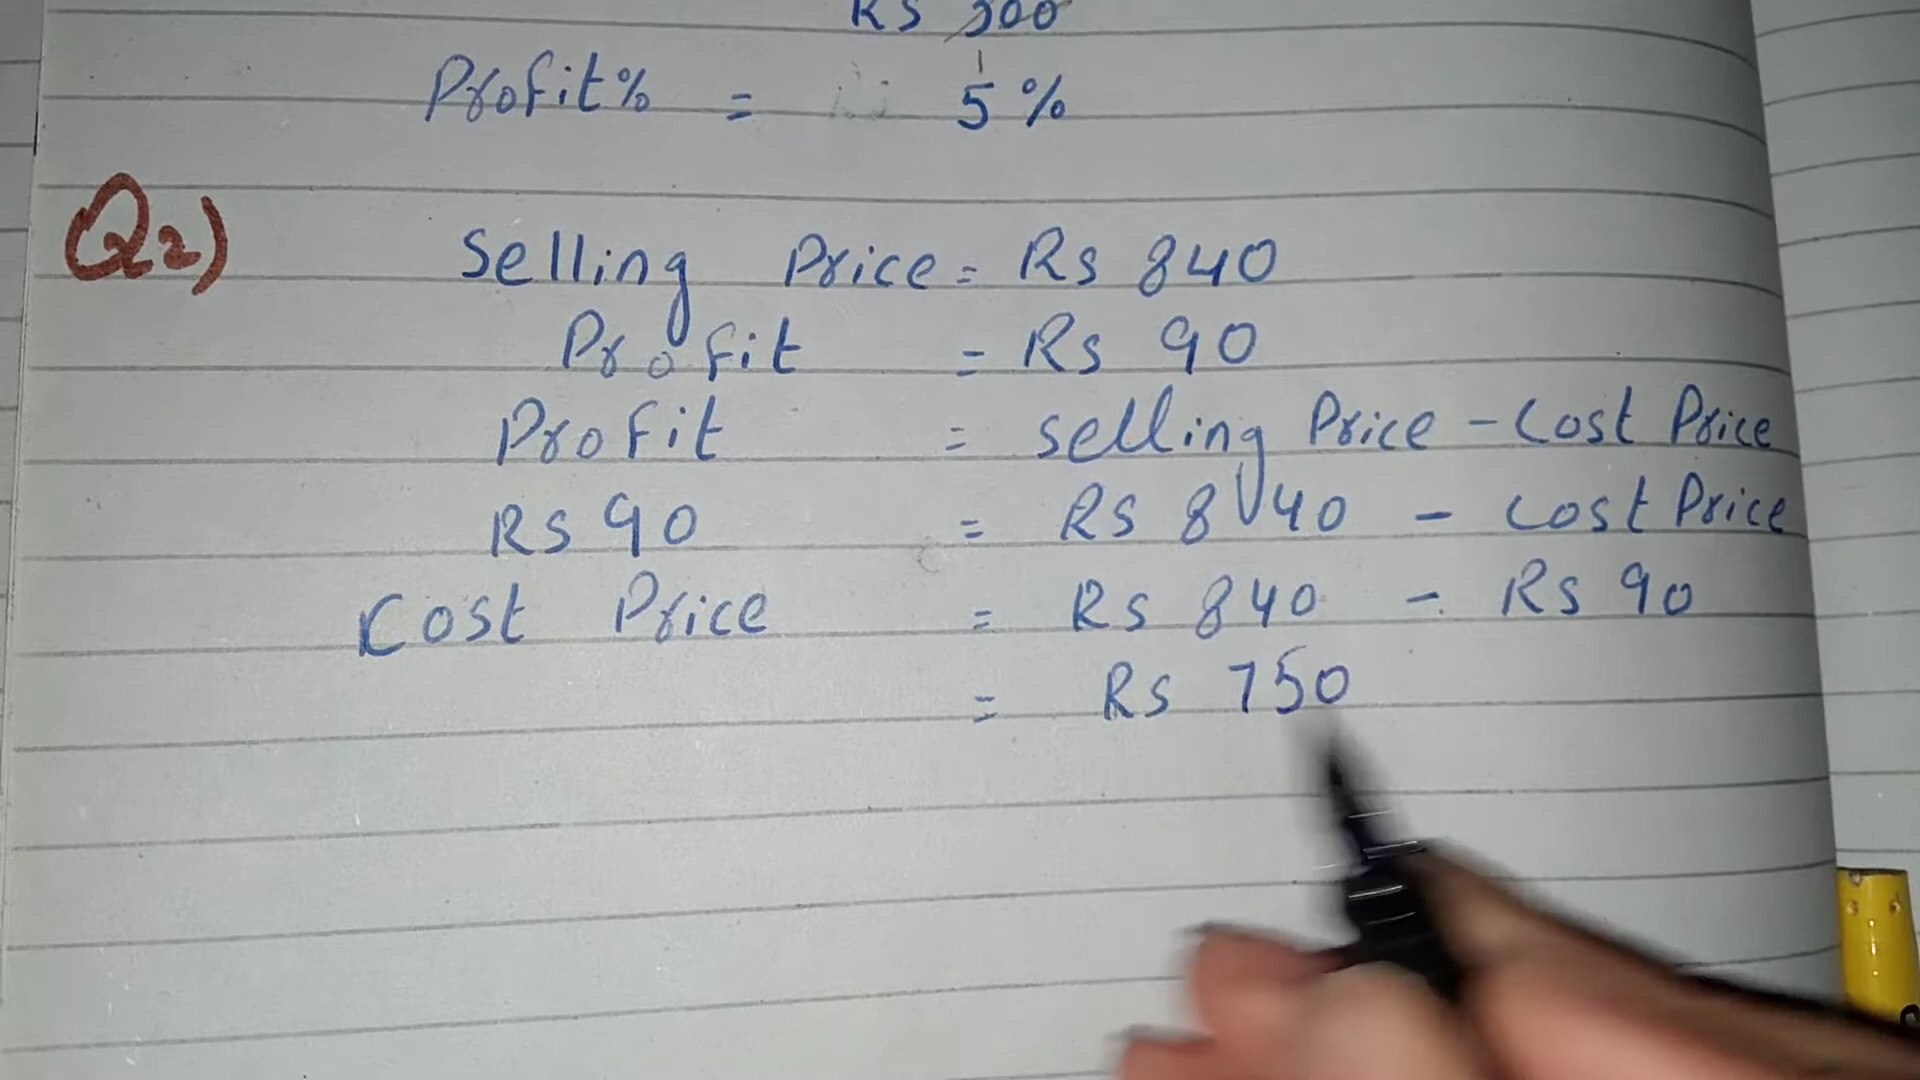 Rs 500
Profit% = 5%
Q2) Selling Price = Rs 840
Profit = Rs 90
Profit = Selling Price - Cost Price
Rs 90 = Rs 840 - Cost Price
Cost Price = Rs 840 - Rs 90
= Rs 750